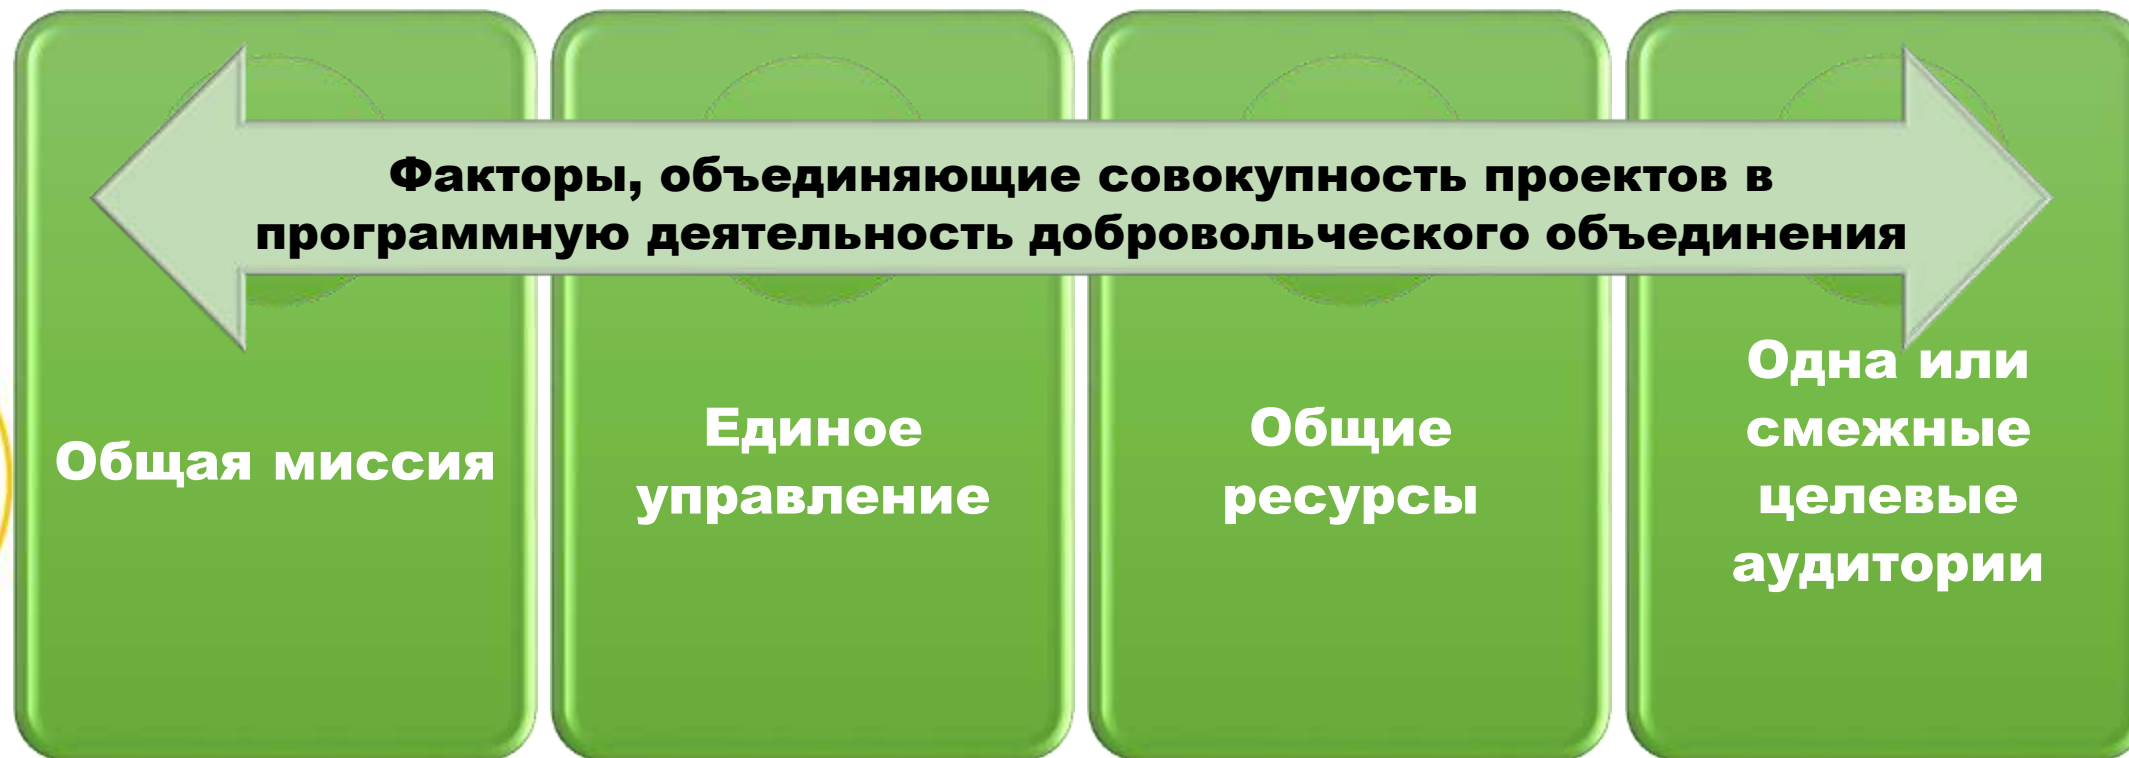 Факторы, объединяющие совокупность проектов в
программную деятельность добровольческого объединения
Общая миссия
Единое
управление
Общие
ресурсы
Одна или
смежные
целевые
аудитории